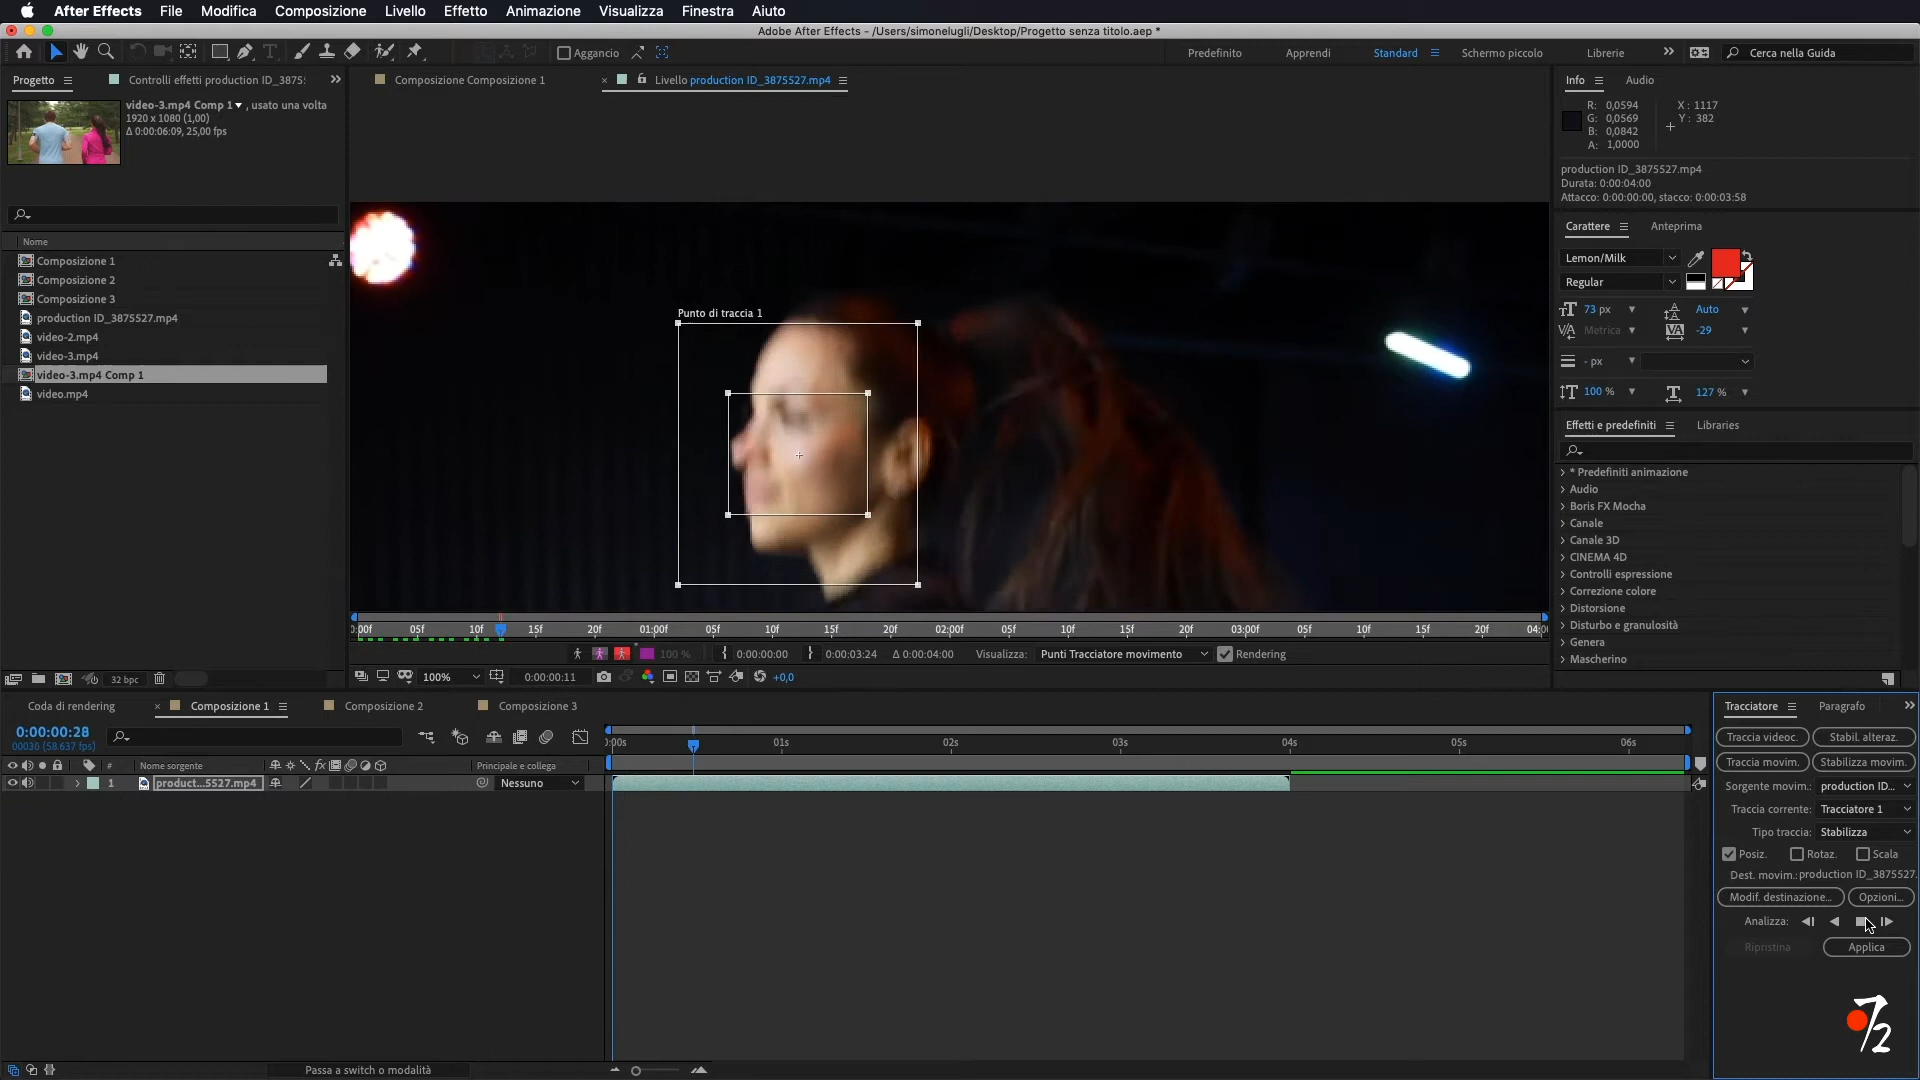 After Effects File Modifica Composizione Livello Effetto Animazione Visualizza Finestra Aiuto
Adobe After Effects - /Users/simonelugli/Desktop/Progetto senza titolo.aep *
Aggancio Predefinito Apprendi Standard Schermo piccolo Librerie Cerca nella Guida
Progetto Controlli effetti production ID_3875: Composizione Composizione 1 Livello production ID_3875527.mp4 Info Audio
video-3.mp4 Comp 1 , usato una volta
1920 x 1080 (1,00)
Δ 0:00:06:09, 25,00 fps
R: 0,0594 X: 1117
G: 0,0569 Y: 382
B: 0,0842
A: 1,0000
production ID_3875527.mp4
Durata: 0:00:04:00
Attacco: 0:00:00:00, stacco: 0:00:03:58
Nome
Composizione 1
Composizione 2
Composizione 3
production ID_3875527.mp4
video-2.mp4
video-3.mp4
video-3.mp4 Comp 1
video.mp4
32 bpc
Punto di traccia 1
Carattere Anteprima
Lemon/Milk
Regular
73 px Auto
Metrica -29
- px
100 % 127 %
Effetti e predefiniti Libraries
* Predefiniti animazione
Audio
Boris FX Mocha
Canale
Canale 3D
CINEMA 4D
Controlli espressione
Correzione colore
Distorsione
Disturbo e granulosità
Genera
Mascherino
:00f 05f 10f 15f 20f 01:00f 05f 10f 15f 20f 02:00f 05f 10f 15f 20f 03:00f 05f 10f 15f 20f 04:0
100 % 0:00:00:00 0:00:03:24 Δ 0:00:04:00 Visualizza: Punti Tracciatore movimento Rendering
100% 0:00:00:11 +0,0
Coda di rendering Composizione 1 Composizione 2 Composizione 3
0:00:00:28
00030 (58.637 fps)
:00s 01s 02s 03s 04s 05s 06s
# Nome sorgente fx Principale e collega
1 product...5527.mp4 Nessuno
Passa a switch o modalità
Tracciatore Paragrafo
Traccia videoc. Stabil. alteraz.
Traccia movim. Stabilizza movim.
Sorgente movim.: production ID...
Traccia corrente: Tracciatore 1
Tipo traccia: Stabilizza
Posiz. Rotaz. Scala
Dest. movim.: production ID_3875527.
Modif. destinazione... Opzioni...
Analizza:
Ripristina Applica
7/2